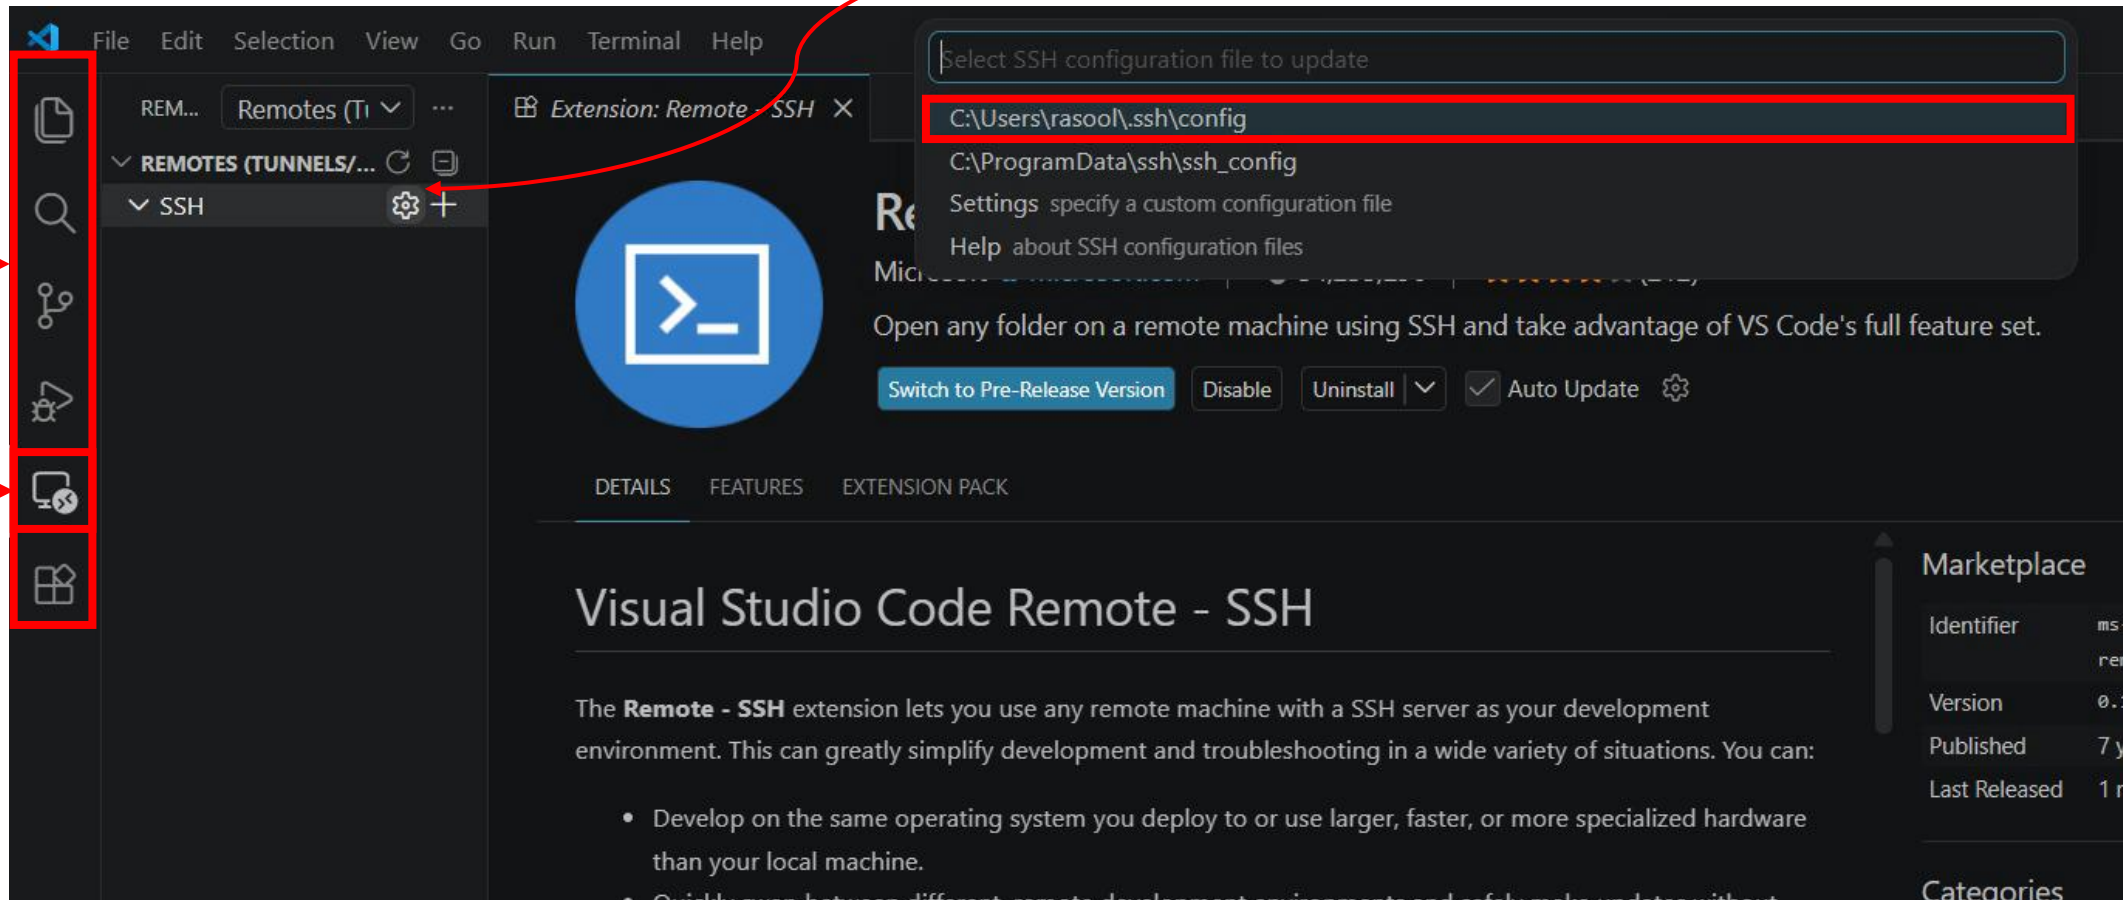 File Edit Selection View Go Run Terminal Help
Select SSH configuration file to update
REM... Remotes (Tu ...
Extension: Remote - SSH
C:\Users\rasool\.ssh\config
REMOTES (TUNNELS/...
C:\ProgramData\ssh\ssh_config
SSH
Settings specify a custom configuration file
Help about SSH configuration files
Open any folder on a remote machine using SSH and take advantage of VS Code's full feature set.
Switch to Pre-Release Version Disable Uninstall Auto Update
DETAILS FEATURES EXTENSION PACK
Visual Studio Code Remote - SSH
Marketplace
Identifier ms-
The Remote - SSH extension lets you use any remote machine with a SSH server as your development
Version 0.
environment. This can greatly simplify development and troubleshooting in a wide variety of situations. You can:
Published 7 y
Last Released 1
• Develop on the same operating system you deploy to or use larger, faster, or more specialized hardware
than your local machine.
Categories